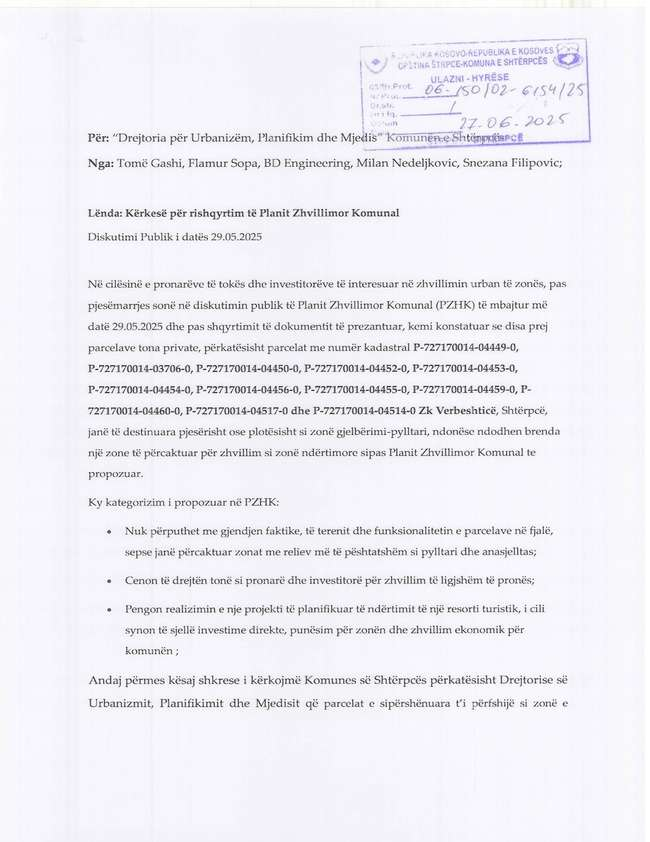 REPUBLIKA KOSOVO-REPUBLIKA E KOSOVËS
OPŠTINA ŠTRPCE-KOMUNA E SHTËRPCËS
ULAZNI - HYRËSE
06-150/02-6154/25
27.06.2025
Për: “Drejtoria për Urbanizëm, Planifikim dhe Mjedis” Komunën e Shtërpcës
Nga: Tomë Gashi, Flamur Sopa, BD Engineering, Milan Nedeljkovic, Snezana Filipovic;
Lënda: Kërkesë për rishqyrtim të Planit Zhvillimor Komunal
Diskutimi Publik i datës 29.05.2025
Në cilësinë e pronarëve të tokës dhe investitorëve të interesuar në zhvillimin urban të zonës, pas
pjesëmarrjes sonë në diskutimin publik të Planit Zhvillimor Komunal (PZHK) të mbajtur më
datë 29.05.2025 dhe pas shqyrtimit të dokumentit të prezantuar, kemi konstatuar se disa prej
parcelave tona private, përkatësisht parcelat me numër kadastral P-727170014-04449-0,
P-727170014-03706-0, P-727170014-04450-0, P-727170014-04452-0, P-727170014-04453-0,
P-727170014-04454-0, P-727170014-04456-0, P-727170014-04455-0, P-727170014-04459-0, P-
727170014-04460-0, P-727170014-04517-0 dhe P-727170014-04514-0 Zk Verbeshticë, Shtërpcë,
janë të destinuara pjesërisht ose plotësisht si zonë gjelbërimi-pylltari, ndonëse ndodhen brenda
një zone të përcaktuar për zhvillim si zonë ndërtimore sipas Planit Zhvillimor Komunal te
propozuar.
Ky kategorizim i propozuar në PZHK:
• Nuk përputhet me gjendjen faktike, të terenit dhe funksionalitetin e parcelave në fjalë,
sepse janë përcaktuar zonat me reliev më të pështatshëm si pylltari dhe anasjelltas;
• Cenon të drejtën tonë si pronarë dhe investitorë për zhvillim të ligjshëm të pronës;
• Pengon realizimin e nje projekti të planifikuar të ndërtimit të një resorti turistik, i cili
synon të sjellë investime direkte, punësim për zonën dhe zhvillim ekonomik për
komunën ;
Andaj përmes kësaj shkrese i kërkojmë Komunes së Shtërpcës përkatësisht Drejtorise së
Urbanizmit, Planifikimit dhe Mjedisit që parcelat e sipërshënuara t’i përfshijë si zonë e